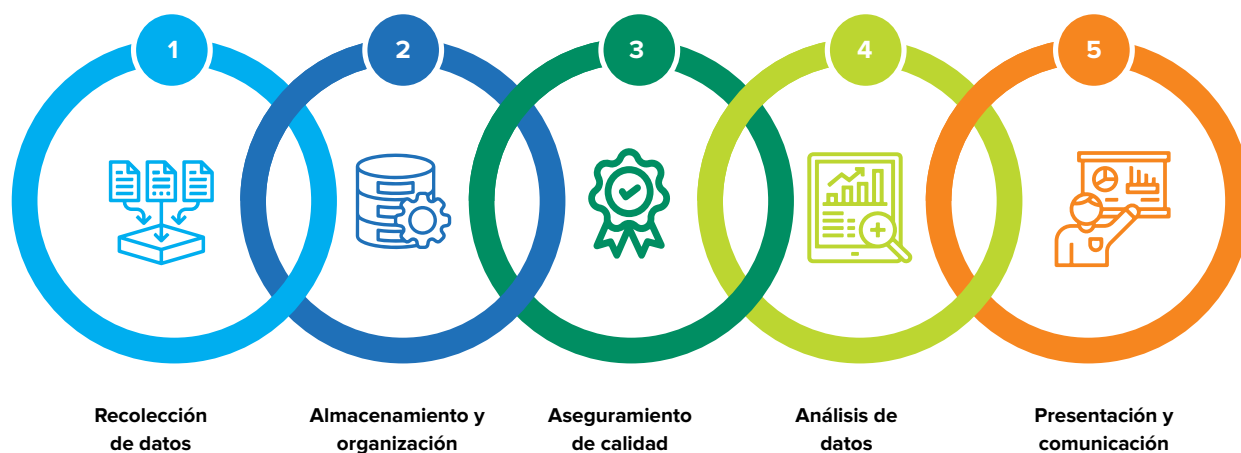 1
2
3
4
5
Recolección
de datos
Almacenamiento y
organización
Aseguramiento
de calidad
Análisis de
datos
Presentación y
comunicación